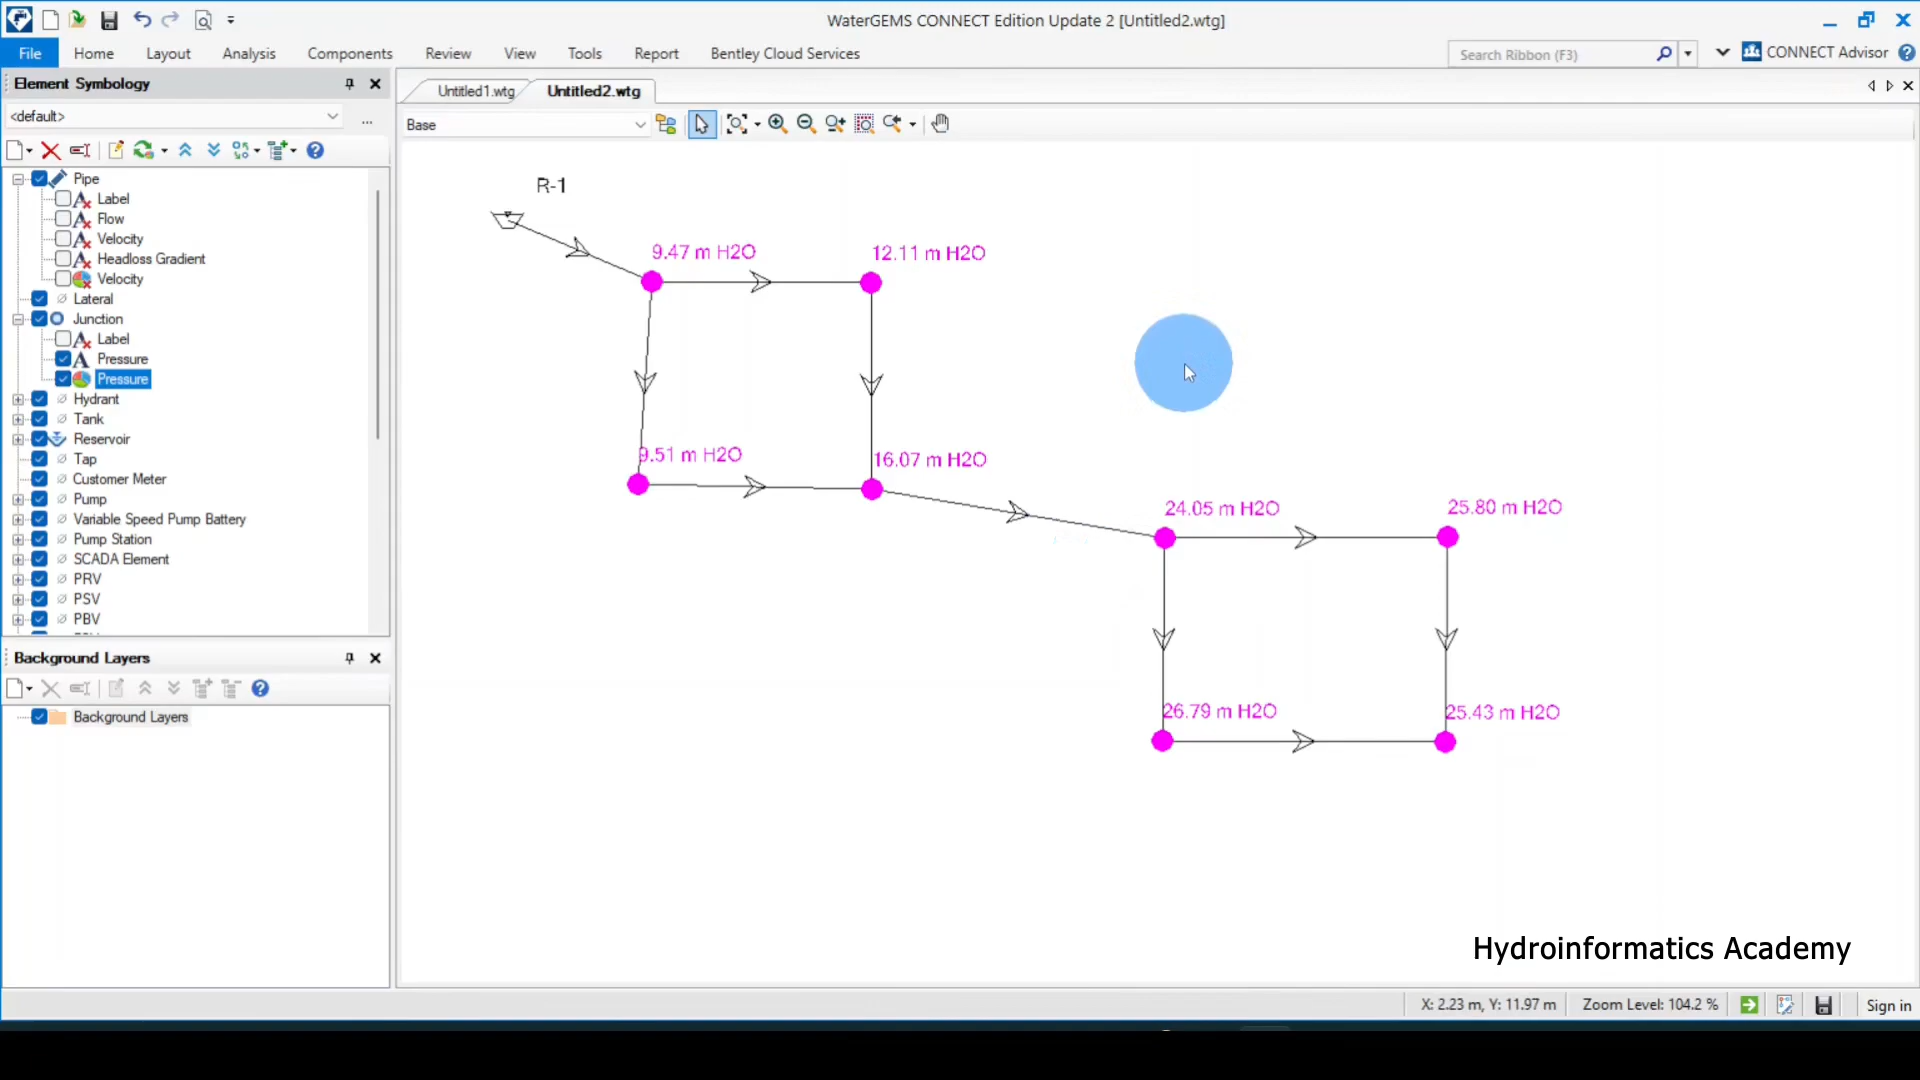 WaterGEMS CONNECT Edition Update 2 [Untitled2.wtg]
File Home Layout Analysis Components Review View Tools Report Bentley Cloud Services
Search Ribbon (F3)
CONNECT Advisor
Element Symbology
<default>
...
Pipe
Label
Flow
Velocity
Headloss Gradient
Velocity
Lateral
Junction
Label
Pressure
Pressure
Hydrant
Tank
Reservoir
Tap
Customer Meter
Pump
Variable Speed Pump Battery
Pump Station
SCADA Element
PRV
PSV
PBV
Background Layers
Background Layers
Untitled1.wtg Untitled2.wtg
Base
R-1
9.47 m H2O
12.11 m H2O
9.51 m H2O
16.07 m H2O
24.05 m H2O
25.80 m H2O
26.79 m H2O
25.43 m H2O
Hydroinformatics Academy
X: 2.23 m, Y: 11.97 m
Zoom Level: 104.2 %
Sign in